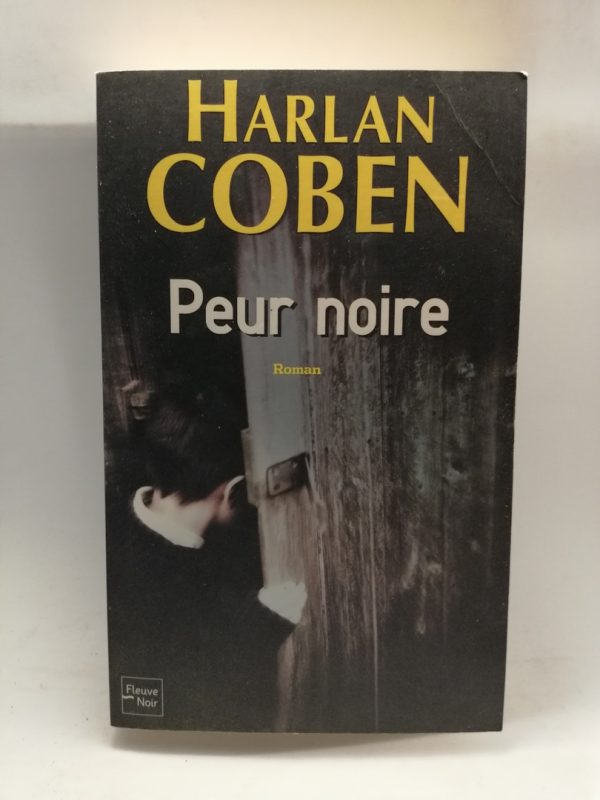 HARLAN
COBEN
Peur noire
Roman
Fleuve
Noir